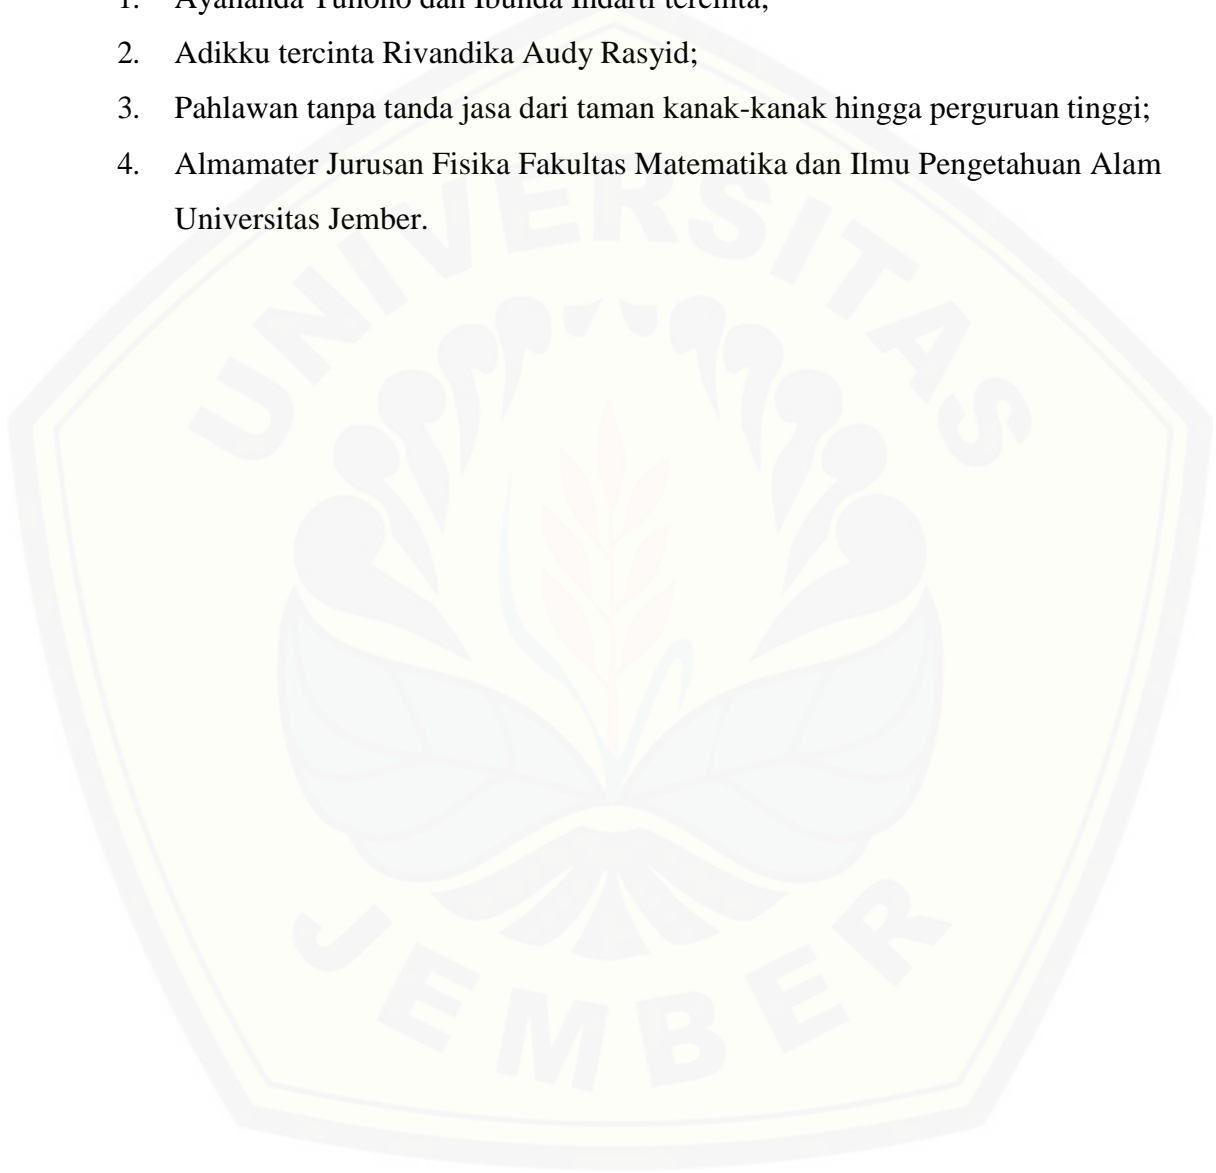 1. Ayahanda Tunono dan Ibunda Indarti tercinta;
2. Adikku tercinta Rivandika Audy Rasyid;
3. Pahlawan tanpa tanda jasa dari taman kanak-kanak hingga perguruan tinggi;
4. Almamater Jurusan Fisika Fakultas Matematika dan Ilmu Pengetahuan Alam
Universitas Jember.
UNIVERSITAS
JEMBER